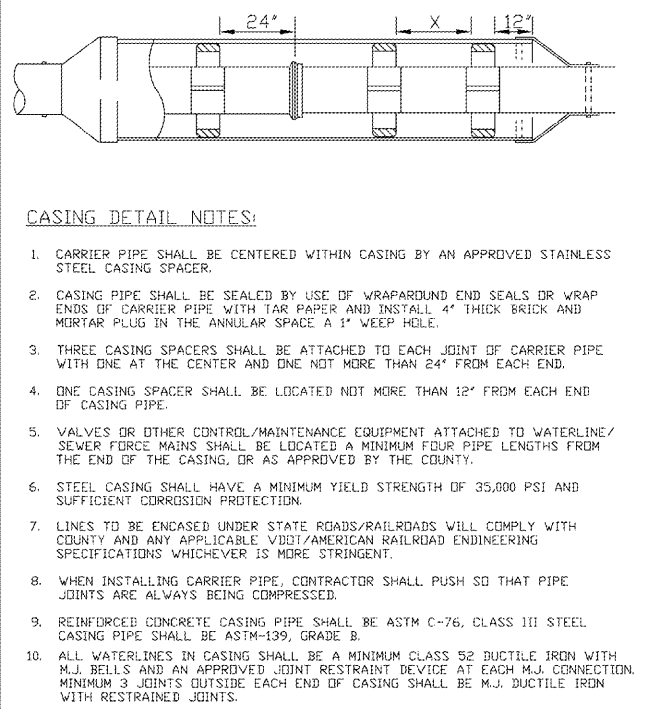 24" X 12"
CASING DETAIL NOTES:
1. CARRIER PIPE SHALL BE CENTERED WITHIN CASING BY AN APPROVED STAINLESS
STEEL CASING SPACER.
2. CASING PIPE SHALL BE SEALED BY USE OF WRAPAROUND END SEALS OR WRAP
ENDS OF CARRIER PIPE WITH TAR PAPER AND INSTALL 4" THICK BRICK AND
MORTAR PLUG IN THE ANNULAR SPACE A 1" WEEP HOLE.
3. THREE CASING SPACERS SHALL BE ATTACHED TO EACH JOINT OF CARRIER PIPE
WITH ONE AT THE CENTER AND ONE NOT MORE THAN 24" FROM EACH END.
4. ONE CASING SPACER SHALL BE LOCATED NOT MORE THAN 12" FROM EACH END
OF CASING PIPE.
5. VALVES OR OTHER CONTROL/MAINTENANCE EQUIPMENT ATTACHED TO WATERLINE/
SEWER FORCE MAINS SHALL BE LOCATED A MINIMUM FOUR PIPE LENGTHS FROM
THE END OF THE CASING, OR AS APPROVED BY THE COUNTY.
6. STEEL CASING SHALL HAVE A MINIMUM YIELD STRENGTH OF 35,000 PSI AND
SUFFICIENT CORROSION PROTECTION.
7. LINES TO BE ENCASED UNDER STATE ROADS/RAILROADS WILL COMPLY WITH
COUNTY AND ANY APPLICABLE VDOT/AMERICAN RAILROAD ENDINEERING
SPECIFICATIONS WHICHEVER IS MORE STRINGENT.
8. WHEN INSTALLING CARRIER PIPE, CONTRACTOR SHALL PUSH SO THAT PIPE
JOINTS ARE ALWAYS BEING COMPRESSED.
9. REINFORCED CONCRETE CASING PIPE SHALL BE ASTM C-76, CLASS III STEEL
CASING PIPE SHALL BE ASTM-139, GRADE B.
10. ALL WATERLINES IN CASING SHALL BE A MINIMUM CLASS 52 DUCTILE IRON WITH
M.J. BELLS AND AN APPROVED JOINT RESTRAINT DEVICE AT EACH M.J. CONNECTION.
MINIMUM 3 JOINTS OUTSIDE EACH END OF CASING SHALL BE M.J. DUCTILE IRON
WITH RESTRAINED JOINTS.